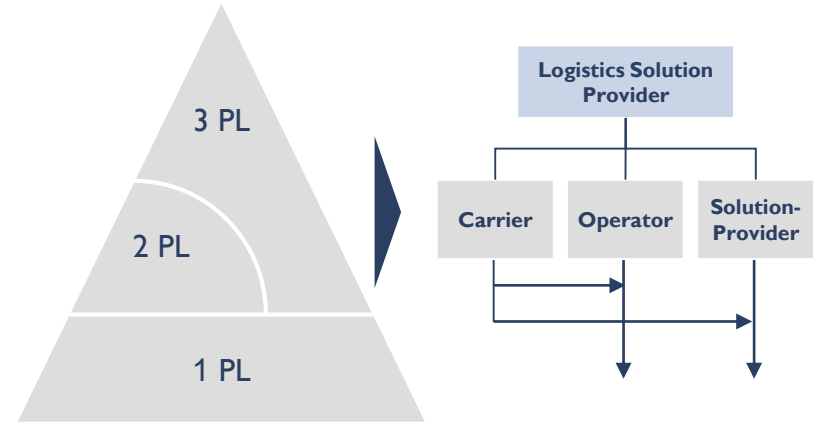 3 PL
2 PL
1 PL
Logistics Solution
Provider
Carrier
Operator
Solution-
Provider